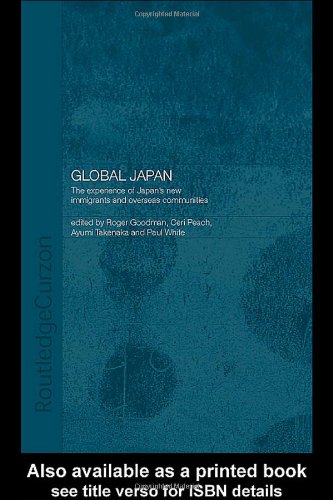 GLOBAL JAPAN
The experience of Japan's new
immigrants and overseas communities
edited by Roger Goodman, Ceri Peach,
Ayumi Takenaka and Paul White
RoutledgeCurzon
Also available as a printed book
see title verso for ISBN details